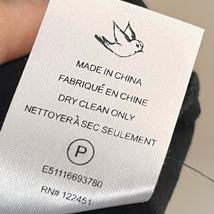 MADE IN CHINA
FABRIQUÉ EN CHINE
DRY CLEAN ONLY
NETTOYER À SEC SEULEMENT
P
E51116693780
RN# 122451